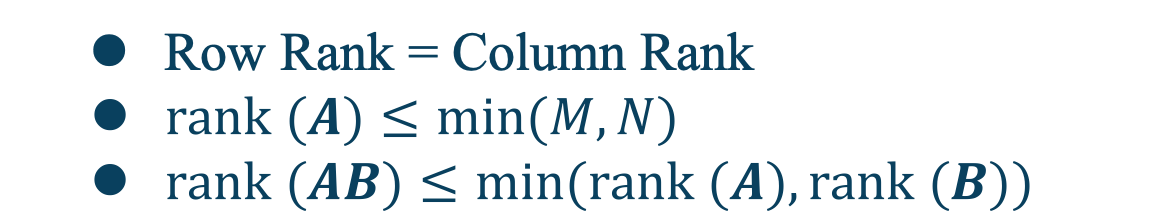 ● Row Rank = Column Rank
● rank (A) ≤ min(M, N)
● rank (AB) ≤ min(rank (A), rank (B))